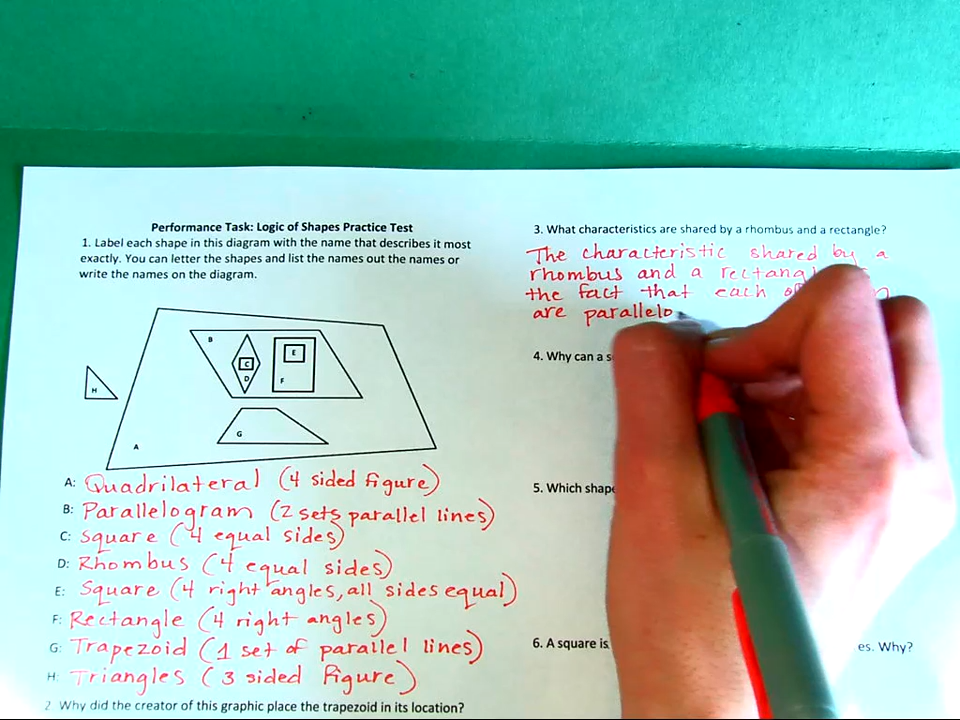 Performance Task: Logic of Shapes Practice Test
1. Label each shape in this diagram with the name that describes it most
exactly. You can letter the shapes and list the names out the names or
write the names on the diagram.
B
C
D
E
F
H
G
A
A: Quadrilateral (4 sided figure)
B: Parallelogram (2 sets parallel lines)
C: Square (4 equal sides)
D: Rhombus (4 equal sides)
E: Square (4 right angles, all sides equal)
F: Rectangle (4 right angles)
G: Trapezoid (1 set of parallel lines)
H: Triangles (3 sided Figure)
2 Why did the creator of this graphic place the trapezoid in its location?
3. What characteristics are shared by a rhombus and a rectangle?
The characteristic shared by a
rhombus and a
the fact that each
are parallelo
4. Why can a
5. Which
6. A square is
es. Why?